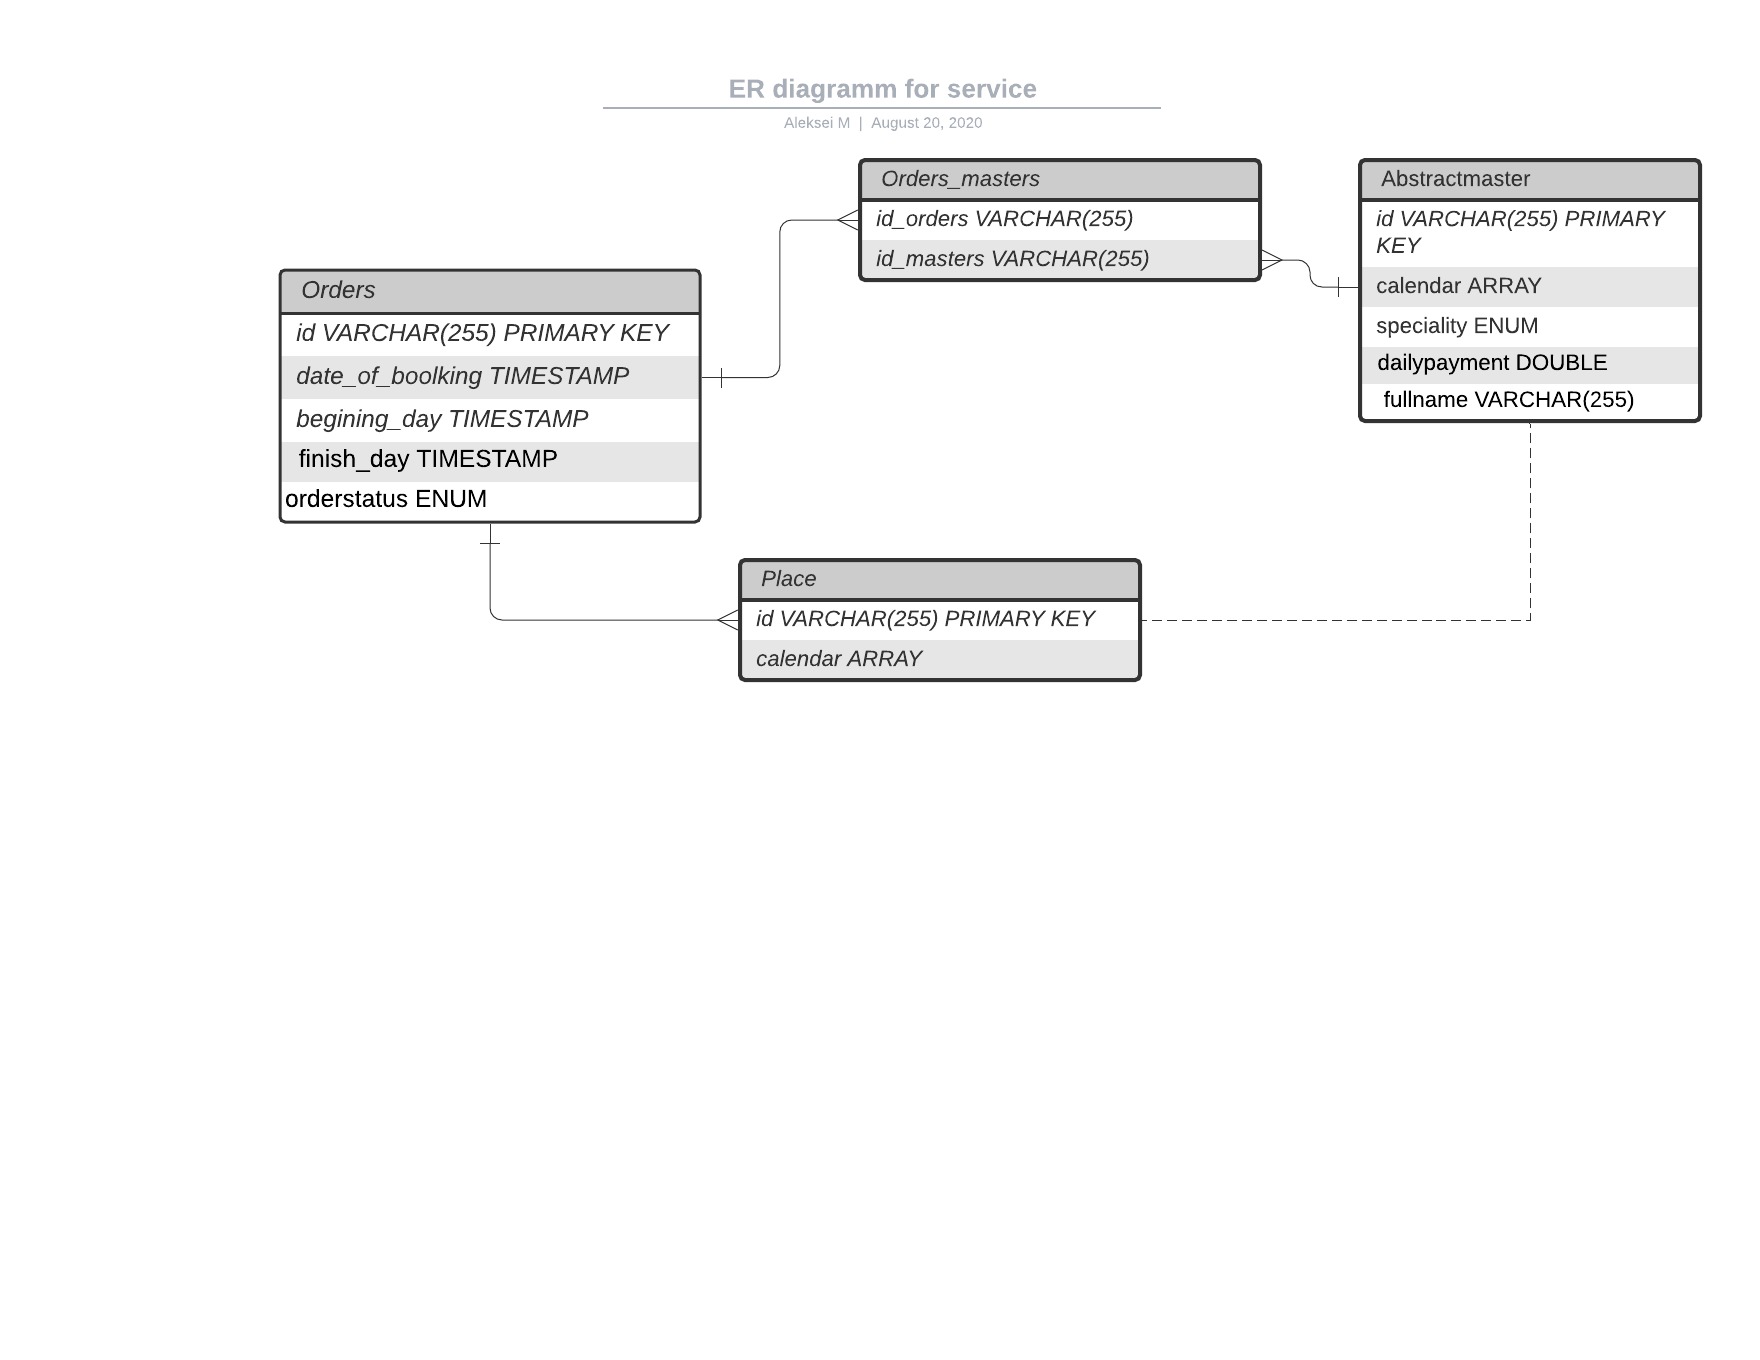 ER diagramm for service
Aleksei M | August 20, 2020
Orders_masters
id_orders VARCHAR(255)
id_masters VARCHAR(255)
Abstractmaster
id VARCHAR(255) PRIMARY
KEY
calendar ARRAY
speciality ENUM
dailypayment DOUBLE
fullname VARCHAR(255)
Orders
id VARCHAR(255) PRIMARY KEY
date_of_boolking TIMESTAMP
begining_day TIMESTAMP
finish_day TIMESTAMP
orderstatus ENUM
Place
id VARCHAR(255) PRIMARY KEY
calendar ARRAY